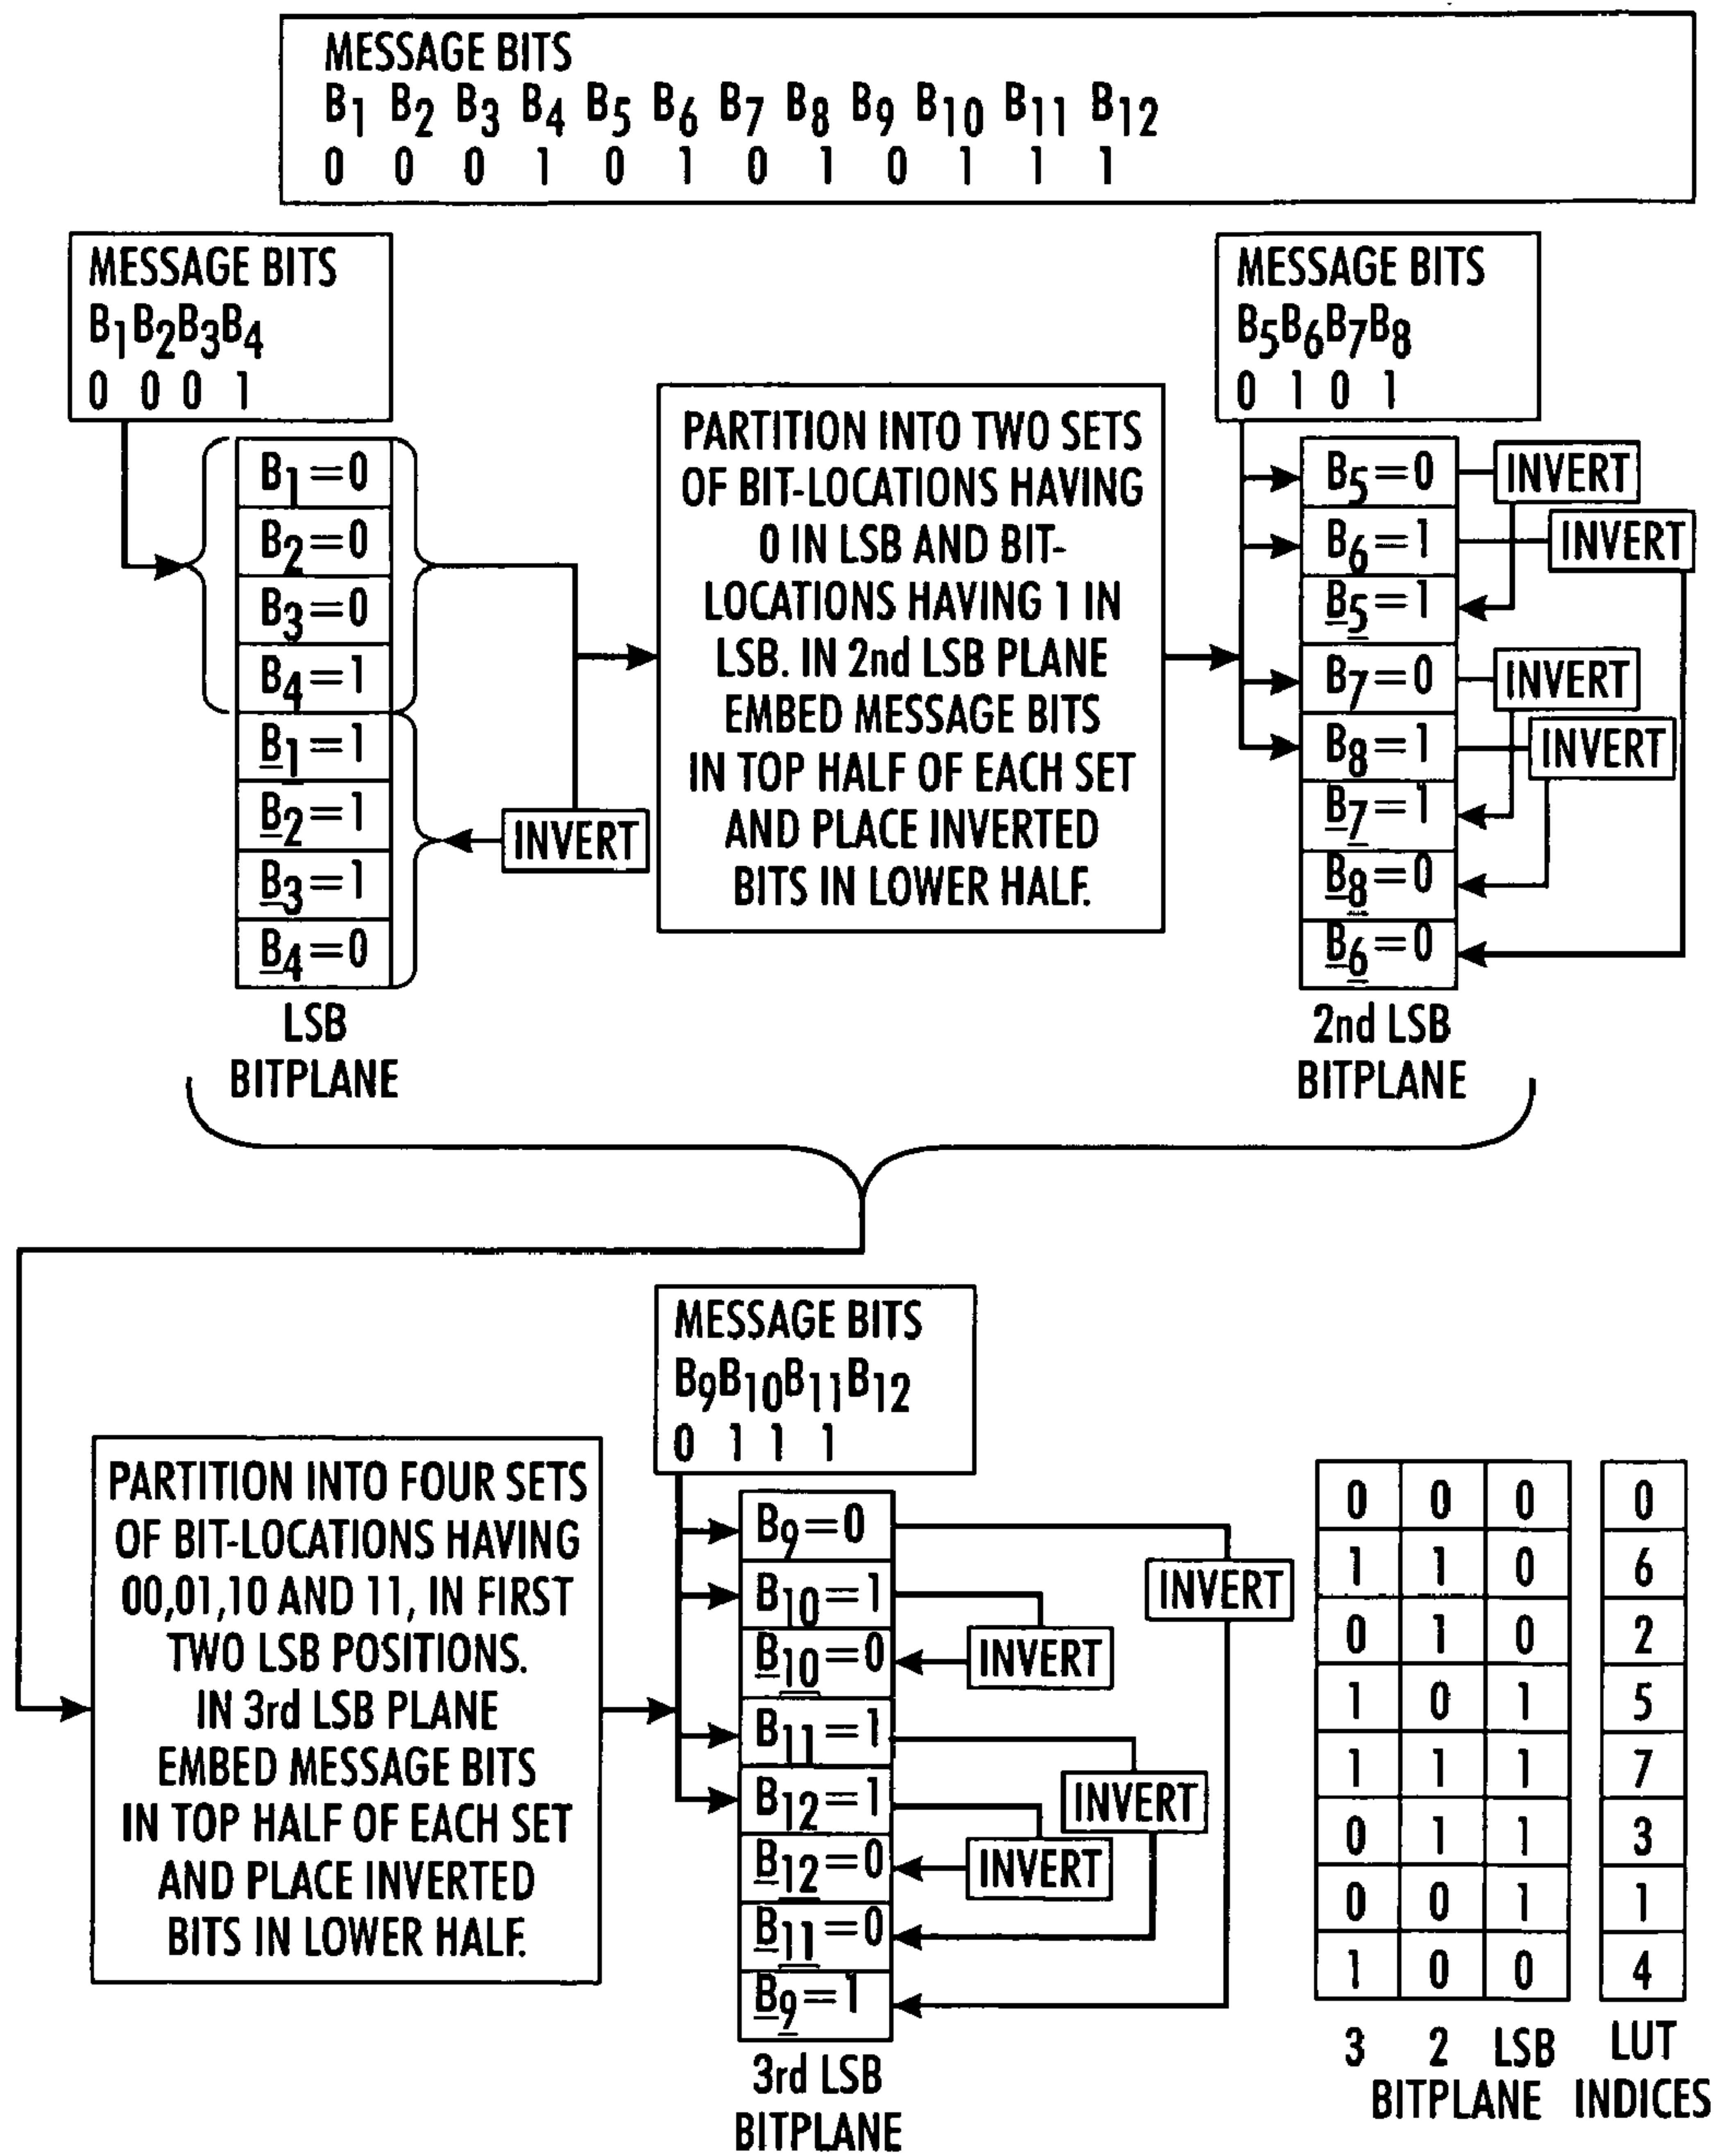 MESSAGE BITS
B1 B2 B3 B4 B5 B6 B7 B8 B9 B10 B11 B12
0 0 0 1 0 1 0 1 0 1 1 1
MESSAGE BITS
B1B2B3B4
0 0 0 1
B1=0
B2=0
B3=0
B4=1
B1=1
B2=1
B3=1
B4=0
LSB
BITPLANE
INVERT
PARTITION INTO TWO SETS
OF BIT-LOCATIONS HAVING
0 IN LSB AND BIT-
LOCATIONS HAVING 1 IN
LSB. IN 2nd LSB PLANE
EMBED MESSAGE BITS
IN TOP HALF OF EACH SET
AND PLACE INVERTED
BITS IN LOWER HALF.
MESSAGE BITS
B5B6B7B8
0 1 0 1
B5=0
INVERT
B6=1
INVERT
B5=1
B7=0
INVERT
B8=1
INVERT
B7=1
B8=0
B6=0
2nd LSB
BITPLANE
PARTITION INTO FOUR SETS
OF BIT-LOCATIONS HAVING
00,01,10 AND 11, IN FIRST
TWO LSB POSITIONS.
IN 3rd LSB PLANE
EMBED MESSAGE BITS
IN TOP HALF OF EACH SET
AND PLACE INVERTED
BITS IN LOWER HALF.
MESSAGE BITS
B9B10B11B12
0 1 1 1
B9=0
INVERT
B10=1
B10=0
INVERT
B11=1
INVERT
B12=1
B12=0
INVERT
B11=0
B9=1
3rd LSB
BITPLANE
0 0 0 0
1 1 0 6
0 1 0 2
1 0 1 5
1 1 1 7
0 1 1 3
0 0 1 1
1 0 0 4
3 2 LSB
BITPLANE
LUT
INDICES